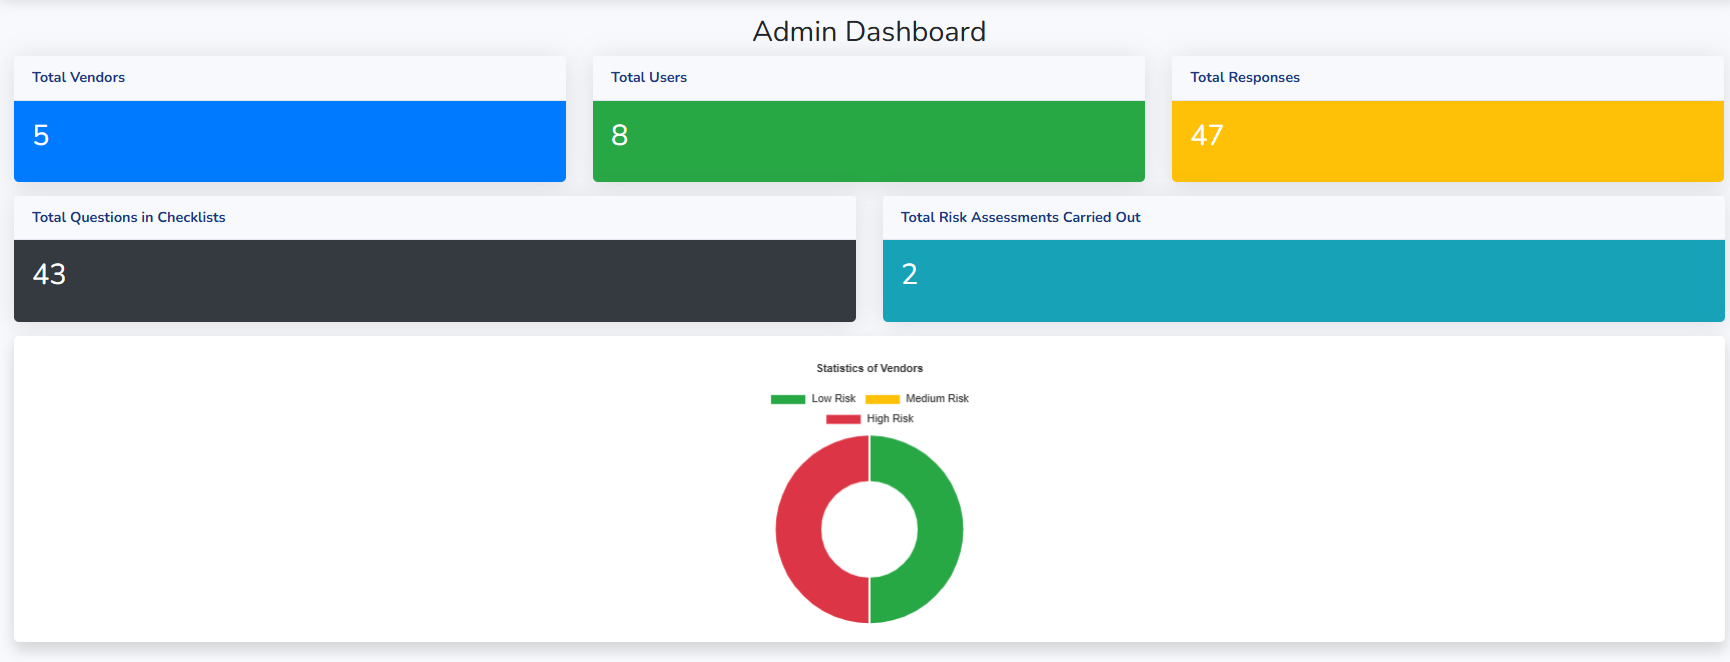 Admin Dashboard
Total Vendors
5
Total Users
8
Total Responses
47
Total Questions in Checklists
43
Total Risk Assessments Carried Out
2
Statistics of Vendors
Low Risk Medium Risk
High Risk